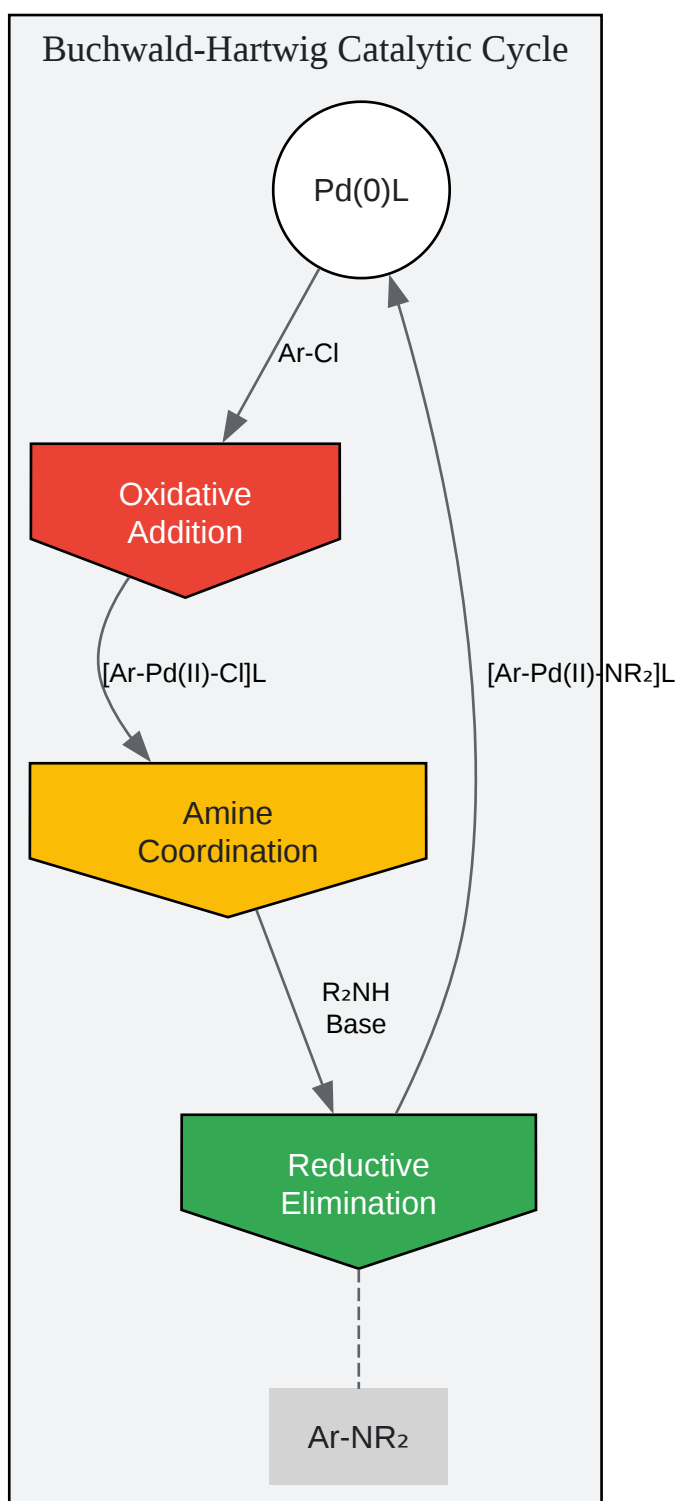 Buchwald-Hartwig Catalytic Cycle
Pd(0)L
Ar-Cl
Oxidative
Addition
[Ar-Pd(II)-Cl]L
[Ar-Pd(II)-NR₂]L
Amine
Coordination
R₂NH
Base
Reductive
Elimination
Ar-NR₂